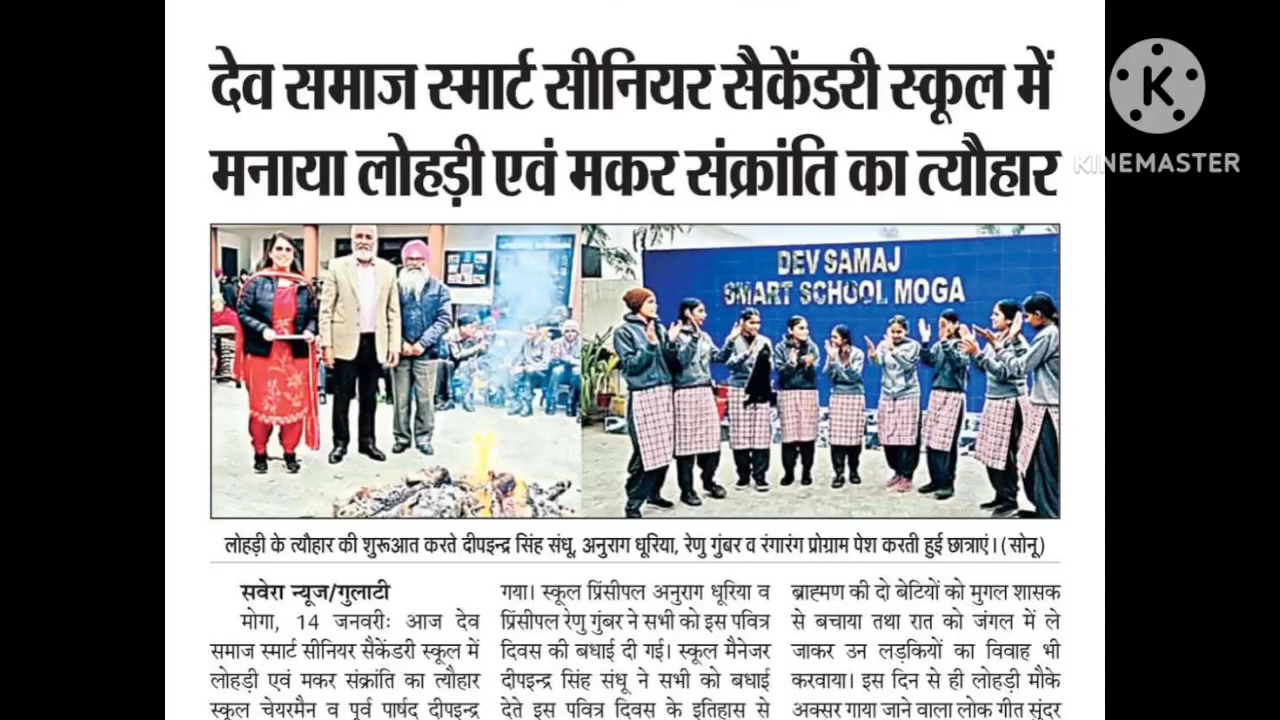 देव समाज स्मार्ट सीनियर सैकेंडरी स्कूल में
मनाया लोहड़ी एवं मकर संक्रांति का त्यौहार
K
KINEMASTER
DEV SAMAJ
SMART SCHOOL MOGA
लोहड़ी के त्यौहार की शुरूआत करते दीपइन्द्र सिंह संधू, अनुराग धूरिया, रेणु गुंबर व रंगारंग प्रोग्राम पेश करती हुई छात्राएं। (सोनू)
सवेरा न्यूज/गुलाटी
मोगा, 14 जनवरीः आज देव
समाज स्मार्ट सीनियर सैकेंडरी स्कूल में
लोहड़ी एवं मकर संक्रांति का त्यौहार
स्कूल चेयरमैन व पूर्व पार्षद दीपइन्द्र
गया। स्कूल प्रिंसीपल अनुराग धूरिया व
प्रिंसीपल रेणु गुंबर ने सभी को इस पवित्र
दिवस की बधाई दी गई। स्कूल मैनेजर
दीपइन्द्र सिंह संधू ने सभी को बधाई
देते इस पवित्र दिवस के इतिहास से
ब्राह्मण की दो बेटियों को मुगल शासक
से बचाया तथा रात को जंगल में ले
जाकर उन लड़कियों का विवाह भी
करवाया। इस दिन से ही लोहड़ी मौके
अक्सर गाया जाने वाला लोक गीत सुंदर